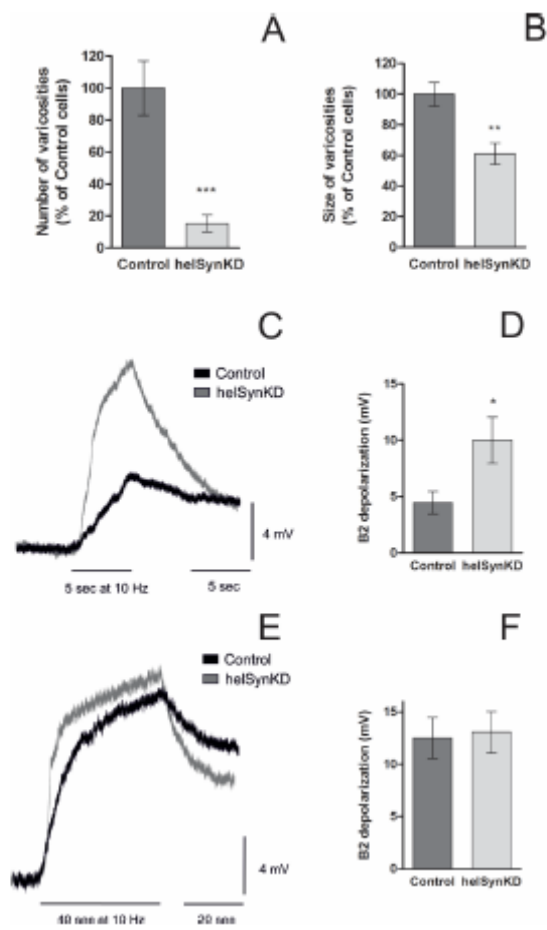 A
Number of varicosities
(% of Control cells)
120
100
80
60
40
20
0
***
Control helSynKD
B
Size of varicosities
(% of Control cells)
120
100
80
60
40
20
0
**
Control helSynKD
C
Control
helSynKD
4 mV
5 sec at 10 Hz
5 sec
D
B2 depolarization (mV)
15
10
5
0
*
Control helSynKD
E
Control
helSynKD
4 mV
40 sec at 10 Hz
20 sec
F
B2 depolarization (mV)
15
10
5
0
Control helSynKD